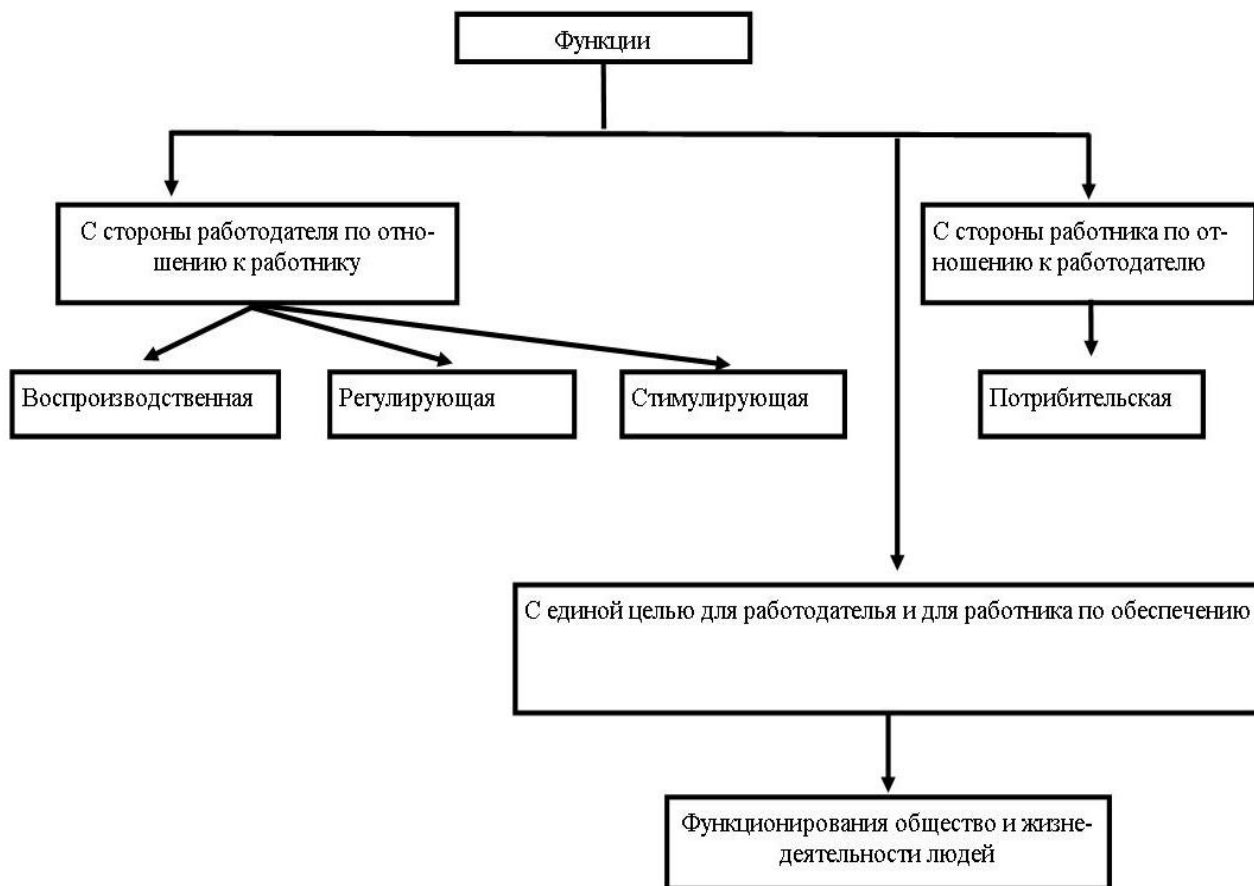 Функции
С стороны работодателя по отно-
шению к работнику
С стороны работника по от-
ношению к работодателю
Воспроизводственная
Регулирующая
Стимулирующая
Потрибительская
С единой целью для работодателья и для работника по обеспечению
Функционирования общество и жизне-
деятельности людей